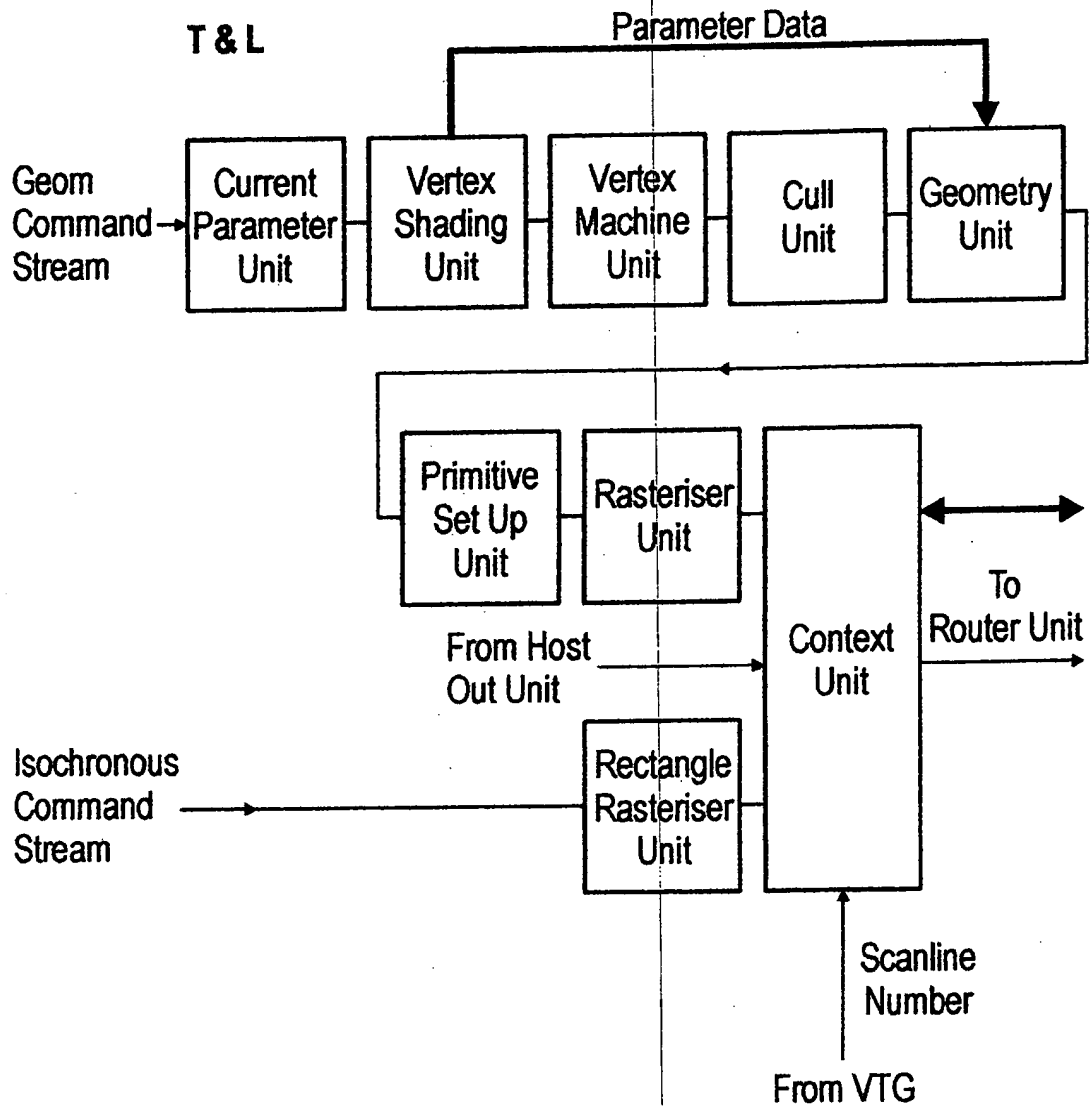 T & L
Parameter Data
Geom
Command
Stream
Current
Parameter
Unit
Vertex
Shading
Unit
Vertex
Machine
Unit
Cull
Unit
Geometry
Unit
Primitive
Set Up
Unit
Rasteriser
Unit
Context
Unit
To
Router Unit
From Host
Out Unit
Isochronous
Command
Stream
Rectangle
Rasteriser
Unit
Scanline
Number
From VTG